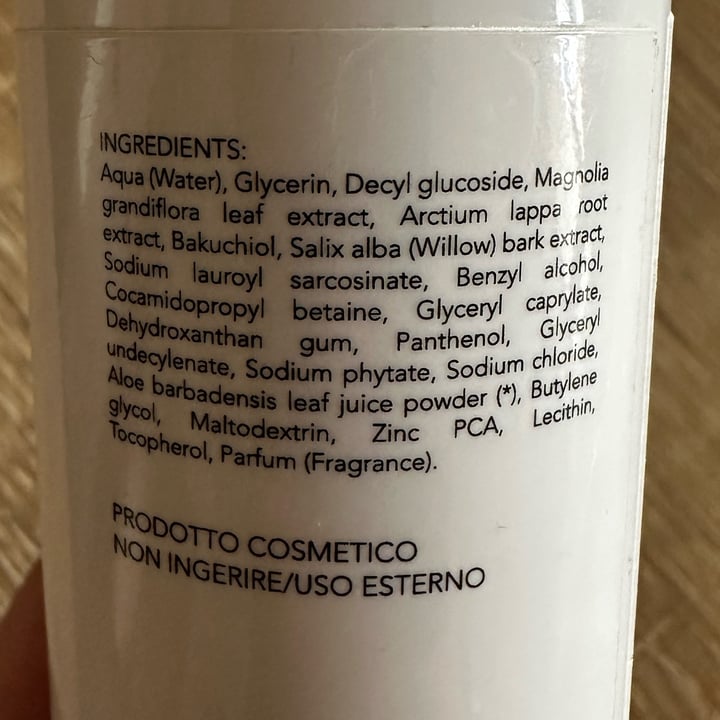 INGREDIENTS:
Aqua (Water), Glycerin, Decyl glucoside, Magnolia
grandiflora leaf extract, Arctium lappa root
extract, Bakuchiol, Salix alba (Willow) bark extract,
Sodium lauroyl sarcosinate, Benzyl alcohol,
Cocamidopropyl betaine, Glyceryl caprylate,
Dehydroxanthan gum, Panthenol, Glyceryl
undecylenate, Sodium phytate, Sodium chloride,
Aloe barbadensis leaf juice powder (*), Butylene
glycol, Maltodextrin, Zinc PCA, Lecithin,
Tocopherol, Parfum (Fragrance).
PRODOTTO COSMETICO
NON INGERIRE/USO ESTERNO